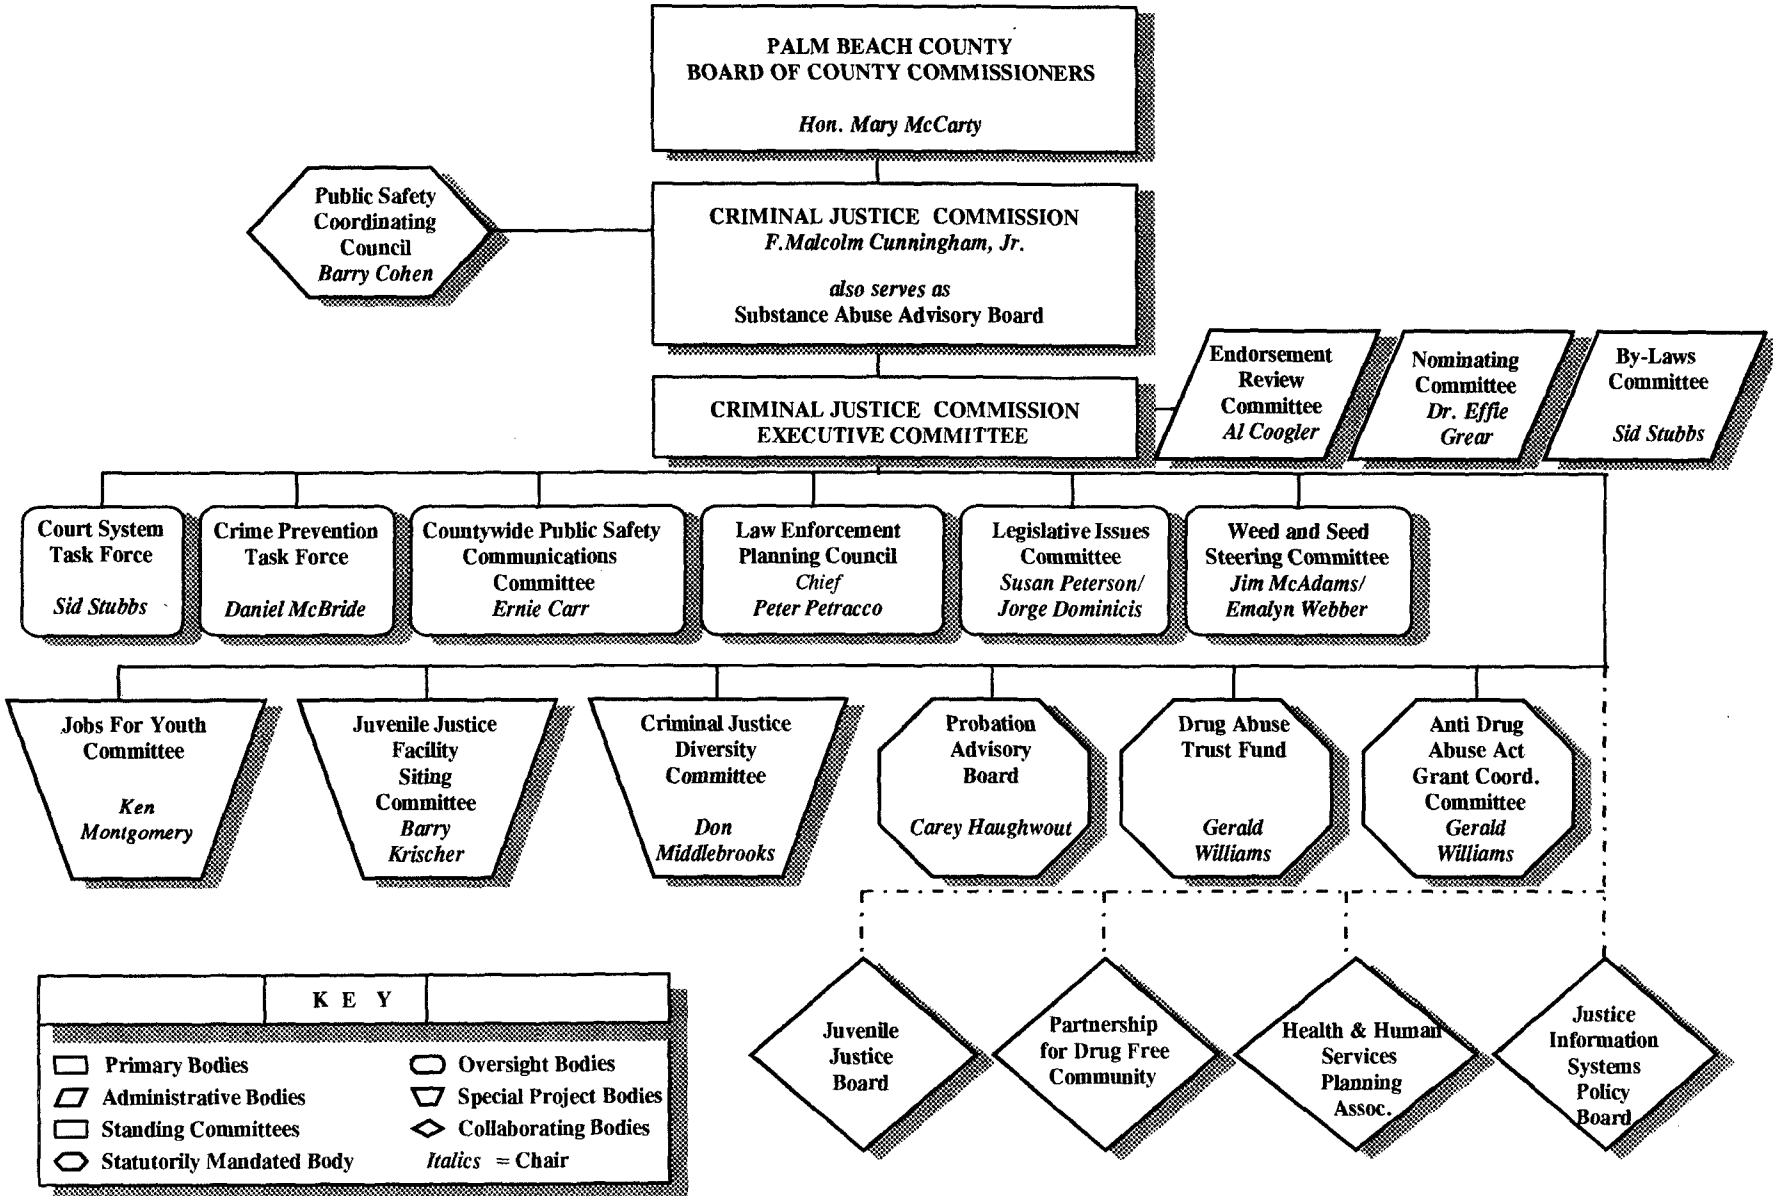 PALM BEACH COUNTY
BOARD OF COUNTY COMMISSIONERS
Hon. Mary McCarty
Public Safety
Coordinating
Council
Barry Cohen
CRIMINAL JUSTICE COMMISSION
F.Malcolm Cunningham, Jr.
also serves as
Substance Abuse Advisory Board
CRIMINAL JUSTICE COMMISSION
EXECUTIVE COMMITTEE
Endorsement
Review
Committee
Al Coogler
Nominating
Committee
Dr. Effie
Grear
By-Laws
Committee
Sid Stubbs
Court System
Task Force
Sid Stubbs
Crime Prevention
Task Force
Daniel McBride
Countywide Public Safety
Communications
Committee
Ernie Carr
Law Enforcement
Planning Council
Chief
Peter Petracco
Legislative Issues
Committee
Susan Peterson/
Jorge Dominicis
Weed and Seed
Steering Committee
Jim McAdams/
Emalyn Webber
Jobs For Youth
Committee
Ken
Montgomery
Juvenile Justice
Facility
Siting
Committee
Barry
Krischer
Criminal Justice
Diversity
Committee
Don
Middlebrooks
Probation
Advisory
Board
Carey Haughwout
Drug Abuse
Trust Fund
Gerald
Williams
Anti Drug
Abuse Act
Grant Coord.
Committee
Gerald
Williams
Juvenile
Justice
Board
Partnership
for Drug Free
Community
Health & Human
Services
Planning
Assoc.
Justice
Information
Systems
Policy
Board
K E Y
Primary Bodies
Administrative Bodies
Standing Committees
Statutorily Mandated Body
Oversight Bodies
Special Project Bodies
Collaborating Bodies
Italics = Chair